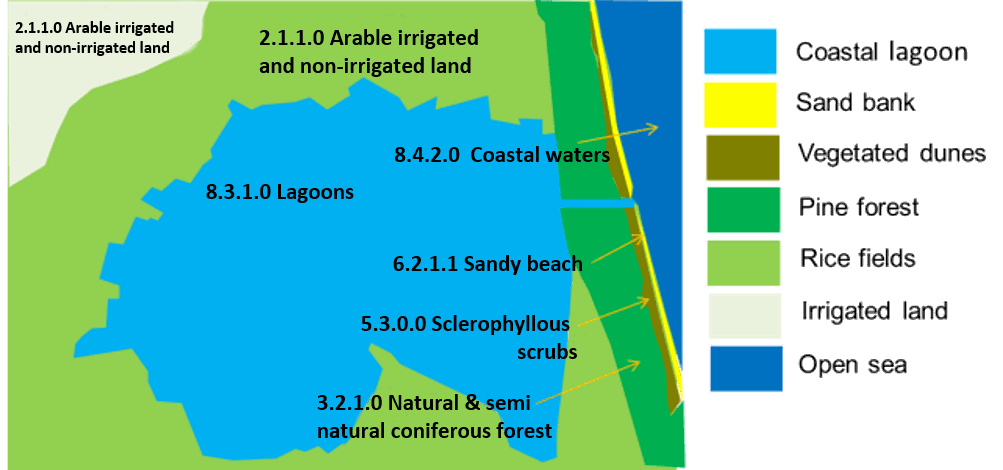 2.1.1.0 Arable irrigated
and non-irrigated land
2.1.1.0 Arable irrigated
and non-irrigated land
8.4.2.0 Coastal waters
8.3.1.0 Lagoons
6.2.1.1 Sandy beach
5.3.0.0 Sclerophyllous
scrubs
3.2.1.0 Natural & semi
natural coniferous forest
Coastal lagoon
Sand bank
Vegetated dunes
Pine forest
Rice fields
Irrigated land
Open sea